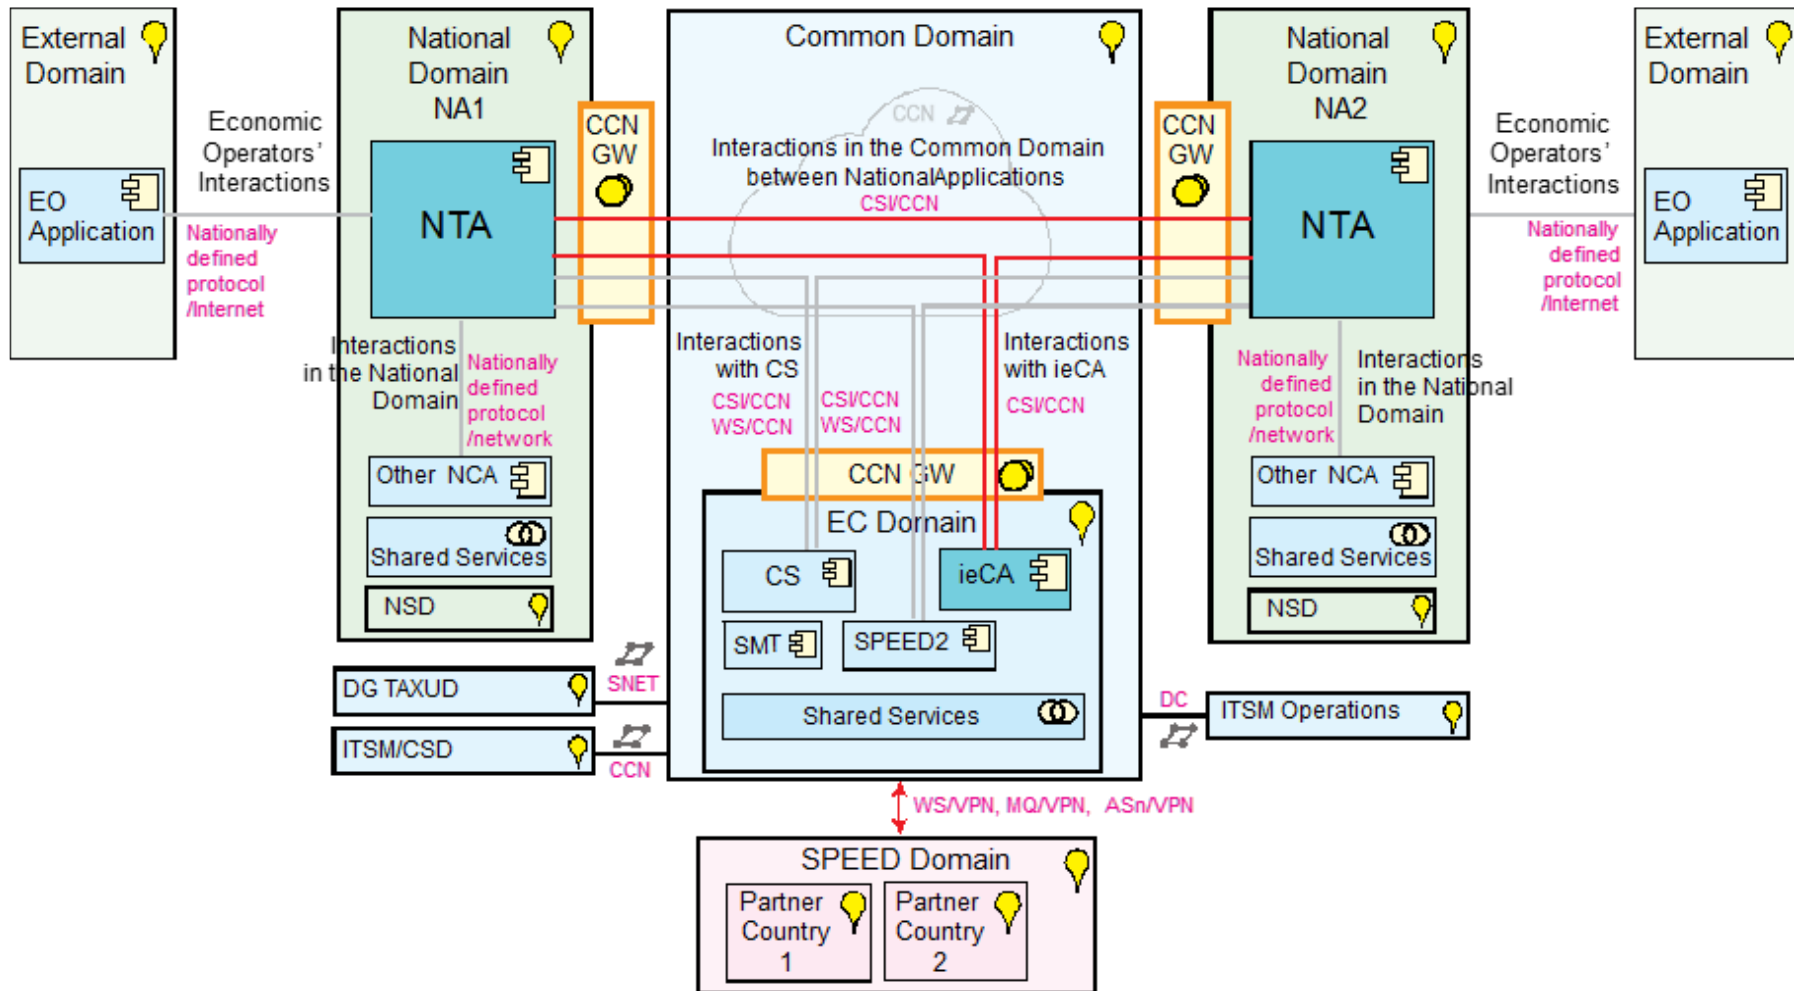 External
Domain
EO
Application
Economic
Operators'
Interactions
Nationally
defined
protocol
/Internet
National
Domain
NA1
CCN
GW
NTA
Interactions
in the National
Domain
Nationally
defined
protocol
/network
Other NCA
Shared Services
NSD
DG TAXUD
SNET
ITSM/CSD
CCN
Common Domain
CCN
Interactions in the Common Domain
between NationalApplications
CSI/CCN
Interactions
with CS
CSI/CCN
WS/CCN
CSI/CCN
WS/CCN
Interactions
with ieCA
CSI/CCN
CCN GW
EC Domain
CS
ieCA
SMT
SPEED2
Shared Services
WS/VPN, MQ/VPN, ASn/VPN
SPEED Domain
Partner
Country
1
Partner
Country
2
National
Domain
NA2
CCN
GW
NTA
Nationally
defined
protocol
/network
Interactions
in the National
Domain
Other NCA
Shared Services
NSD
DC
ITSM Operations
Economic
Operators'
Interactions
Nationally
defined
protocol
/Internet
External
Domain
EO
Application